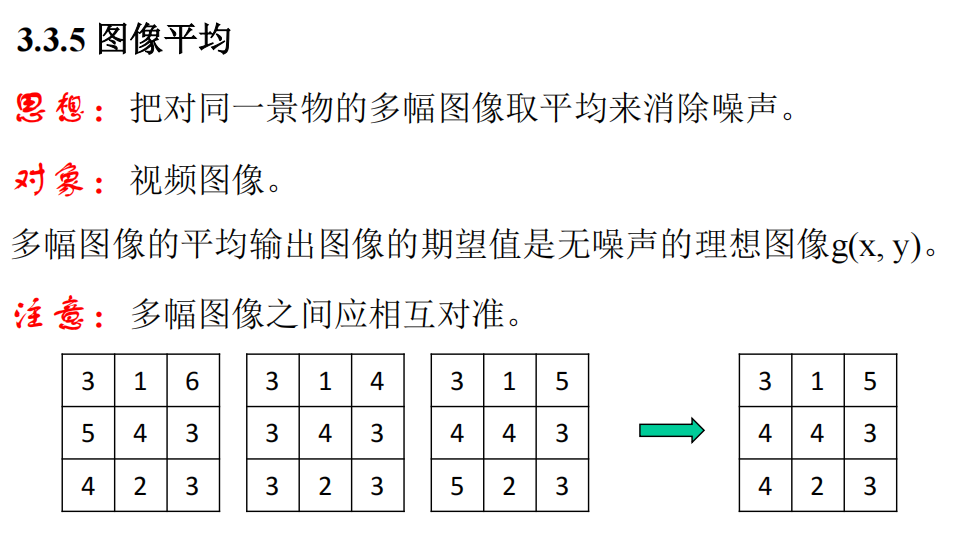 3.3.5 图像平均
思想：把对同一景物的多幅图像取平均来消除噪声。
对象：视频图像。
多幅图像的平均输出图像的期望值是无噪声的理想图像g(x, y)。
注意：多幅图像之间应相互对准。
3 1 6 3 1 4 3 1 5 3 1 5
5 4 3 3 4 3 4 4 3 4 4 3
4 2 3 3 2 3 5 2 3 4 2 3